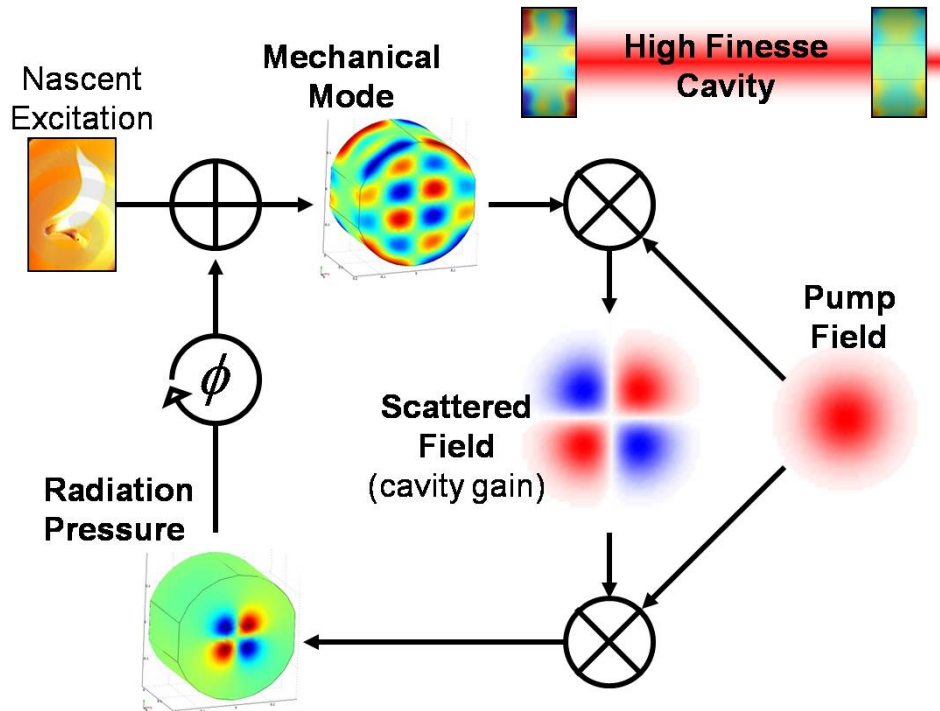 Nascent
Excitation
Mechanical
Mode
High Finesse
Cavity
Pump
Field
Scattered
Field
(cavity gain)
ϕ
Radiation
Pressure